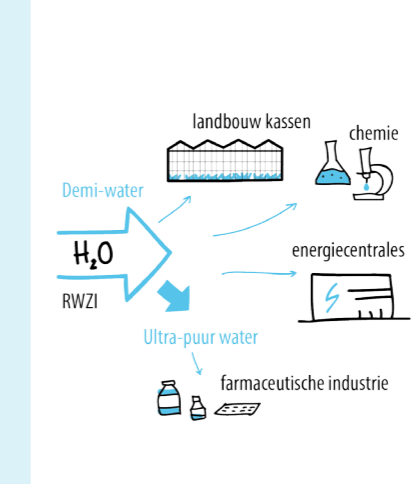 landbouw kassen
chemie
Demi-water
H₂O
energiecentrales
RWZI
Ultra-puur water
farmaceutische industrie